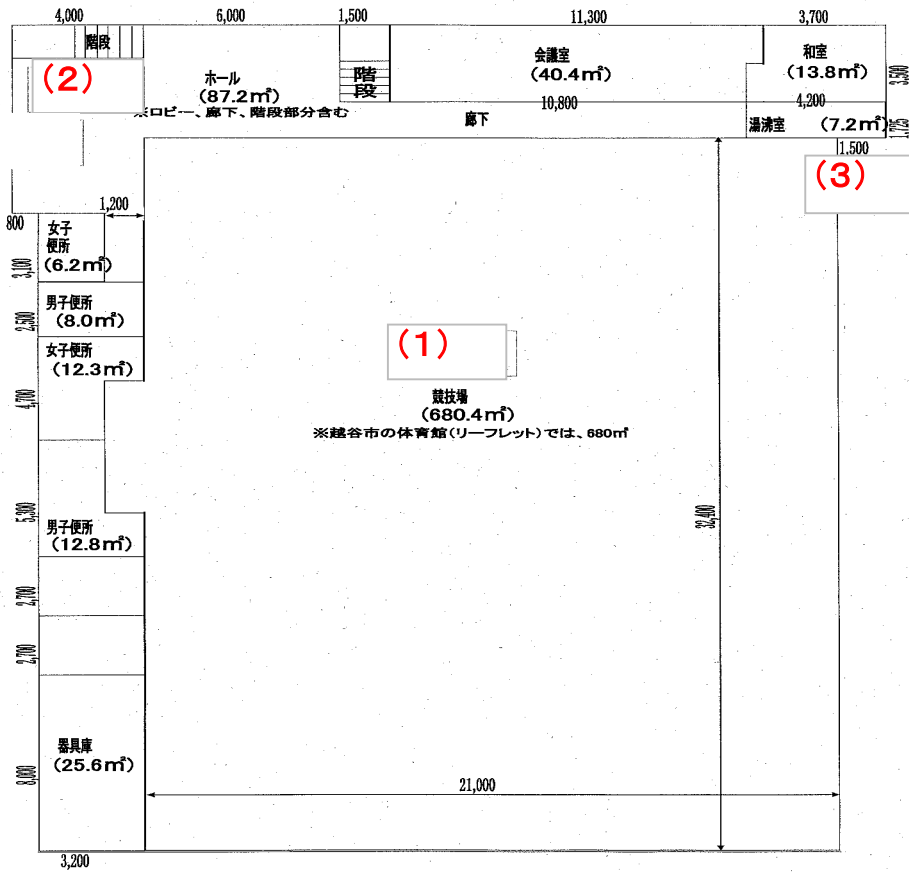 4,000
6,000
1,500
11,300
3,700
階段
(2)
ホール
(87.2㎡)
※ロビー、廊下、階段部分含む
階段
会議室
(40.4㎡)
和室
(13.8㎡)
3,500
10,800
4,200
廊下
湯沸室 (7.2㎡)
1,725
1,500
(3)
1,200
800
女子
便所
(6.2㎡)
3,100
男子便所
(8.0㎡)
2,500
女子便所
(12.3㎡)
4,700
(1)
競技場
(680.4㎡)
※越谷市の体育館(リーフレット)では、680㎡
32,400
5,300
男子便所
(12.8㎡)
2,700
2,700
器具庫
(25.6㎡)
8,000
21,000
3,200